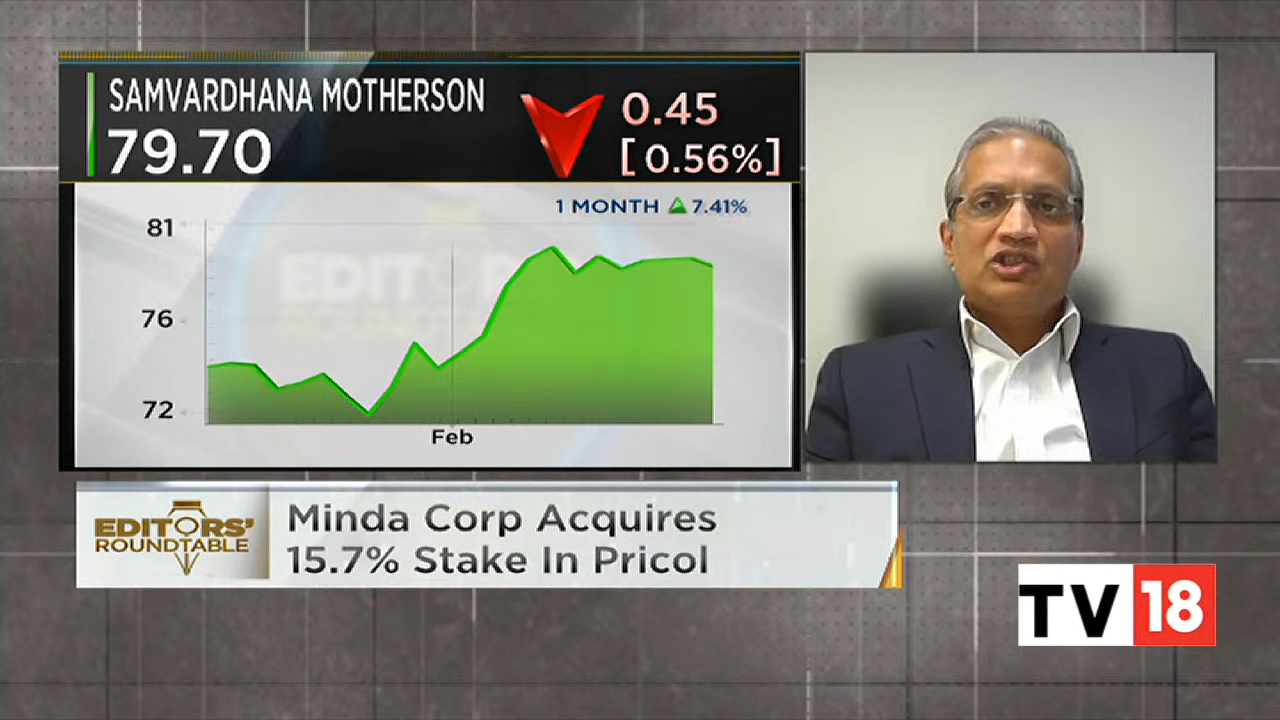 SAMVARDHANA MOTHERSON
79.70
0.45
[0.56%]
1 MONTH 7.41%
81
76
72
Feb
EDITORS'
ROUNDTABLE
Minda Corp Acquires
15.7% Stake In Pricol
TV18